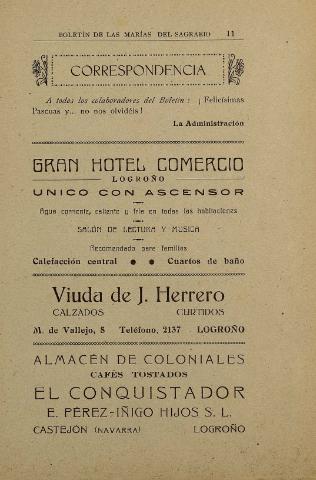 BOLETÍN DE LAS MARÍAS DEL SAGRARIO 11
CORRESPONDENCIA
A todos los colaboradores del Boletín: ¡Felicísimas
Pascuas y... no nos olvidéis!
La Administración
GRAN HOTEL COMERCIO
LOGROÑO
UNICO CON ASCENSOR
Agua corriente, caliente y fría en todas las habitaciones
SALÓN DE LECTURA Y MÚSICA
Recomendado para familias
Calefacción central • • Cuartos de baño
Viuda de J. Herrero
CALZADOS CURTIDOS
M. de Vallejo, 8 Teléfono, 2137 LOGROÑO
ALMACÉN DE COLONIALES
CAFÉS TOSTADOS
EL CONQUISTADOR
E. PÉREZ-IÑIGO HIJOS S. L.
CASTEJÓN (NAVARRA) LOGROÑO